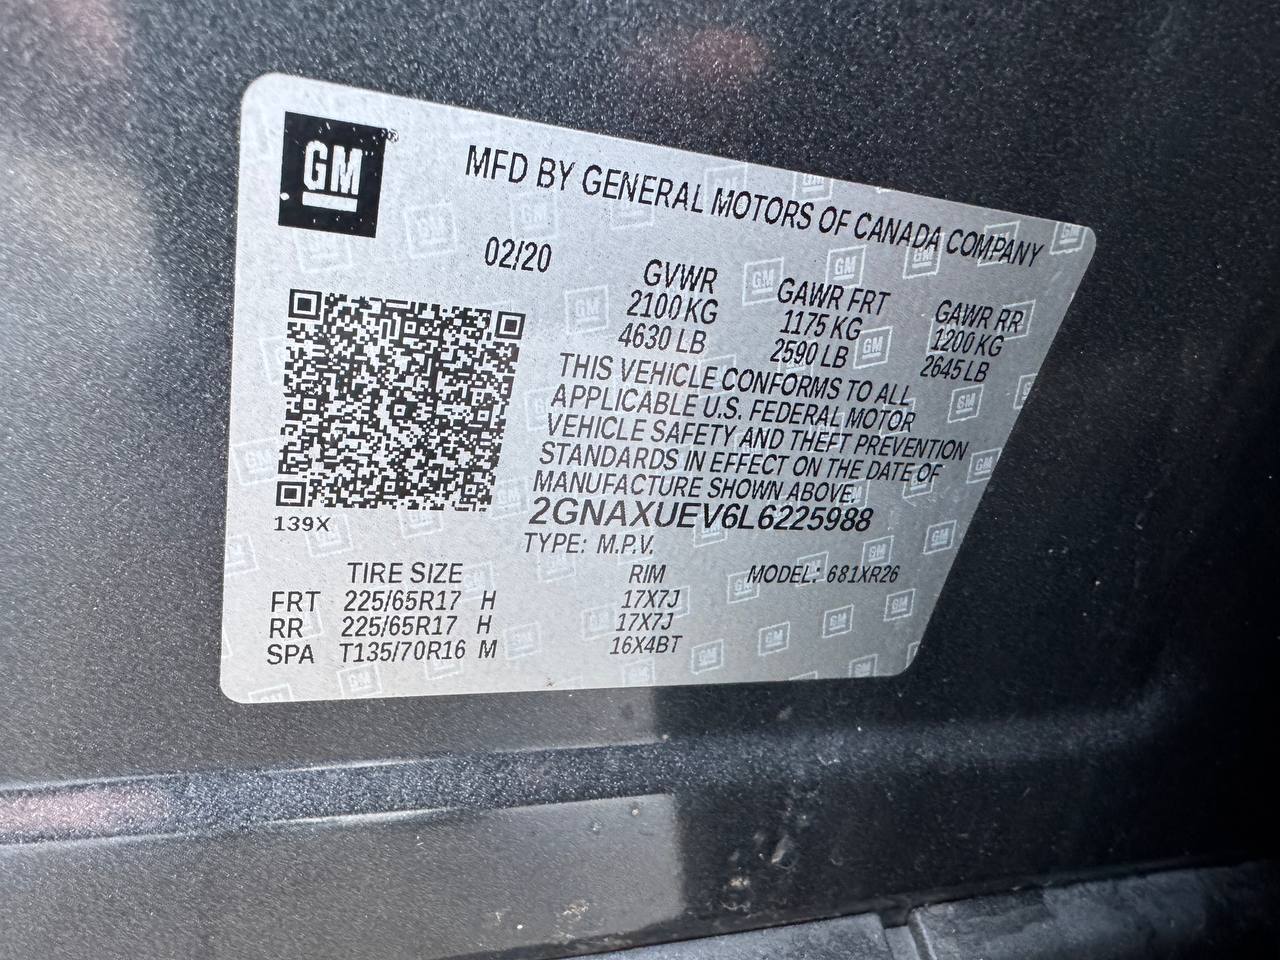 GM
MFD BY GENERAL MOTORS OF CANADA COMPANY
02/20
GVWR GAWR FRT GAWR RR
2100 KG 1175 KG 1200 KG
4630 LB 2590 LB 2645 LB
THIS VEHICLE CONFORMS TO ALL
APPLICABLE U.S. FEDERAL MOTOR
VEHICLE SAFETY AND THEFT PREVENTION
STANDARDS IN EFFECT ON THE DATE OF
MANUFACTURE SHOWN ABOVE.
139X
2GNAXUEV6L6225988
TYPE: M.P.V.
MODEL: 681XR26
TIRE SIZE RIM
FRT 225/65R17 H 17X7J
RR 225/65R17 H 17X7J
SPA T135/70R16 M 16X4BT